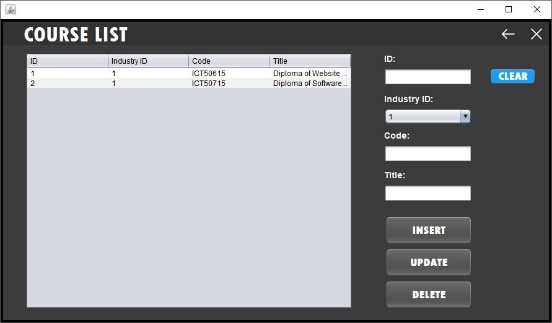 COURSE LIST
ID Industry ID Code Title
1 1 ICT50615 Diploma of Website ...
2 1 ICT50715 Diploma of Software...
ID:
CLEAR
Industry ID:
1
Code:
Title:
INSERT
UPDATE
DELETE